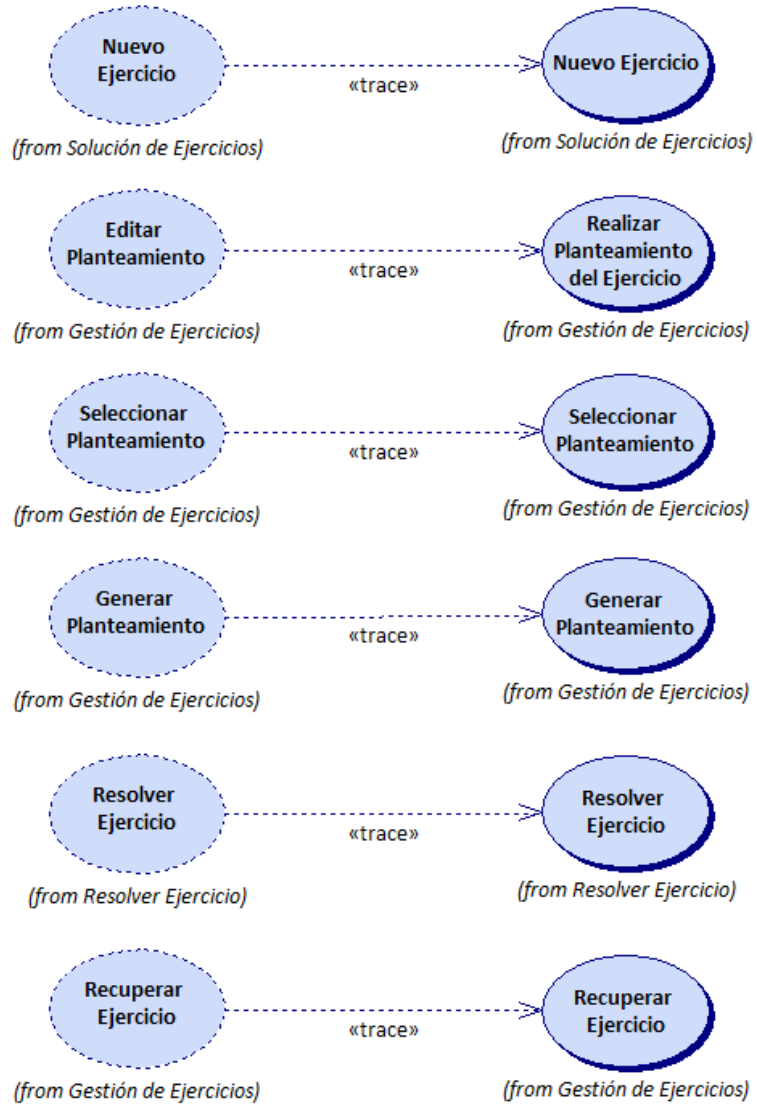 Nuevo
Ejercicio
«trace»
Nuevo Ejercicio
(from Solución de Ejercicios)
(from Solución de Ejercicios)
Editar
Planteamiento
«trace»
Realizar
Planteamiento
del Ejercicio
(from Gestión de Ejercicios)
(from Gestión de Ejercicios)
Seleccionar
Planteamiento
«trace»
Seleccionar
Planteamiento
(from Gestión de Ejercicios)
(from Gestión de Ejercicios)
Generar
Planteamiento
«trace»
Generar
Planteamiento
(from Gestión de Ejercicios)
(from Gestión de Ejercicios)
Resolver
Ejercicio
«trace»
Resolver
Ejercicio
(from Resolver Ejercicio)
(from Resolver Ejercicio)
Recuperar
Ejercicio
«trace»
Recuperar
Ejercicio
(from Gestión de Ejercicios)
(from Gestión de Ejercicios)